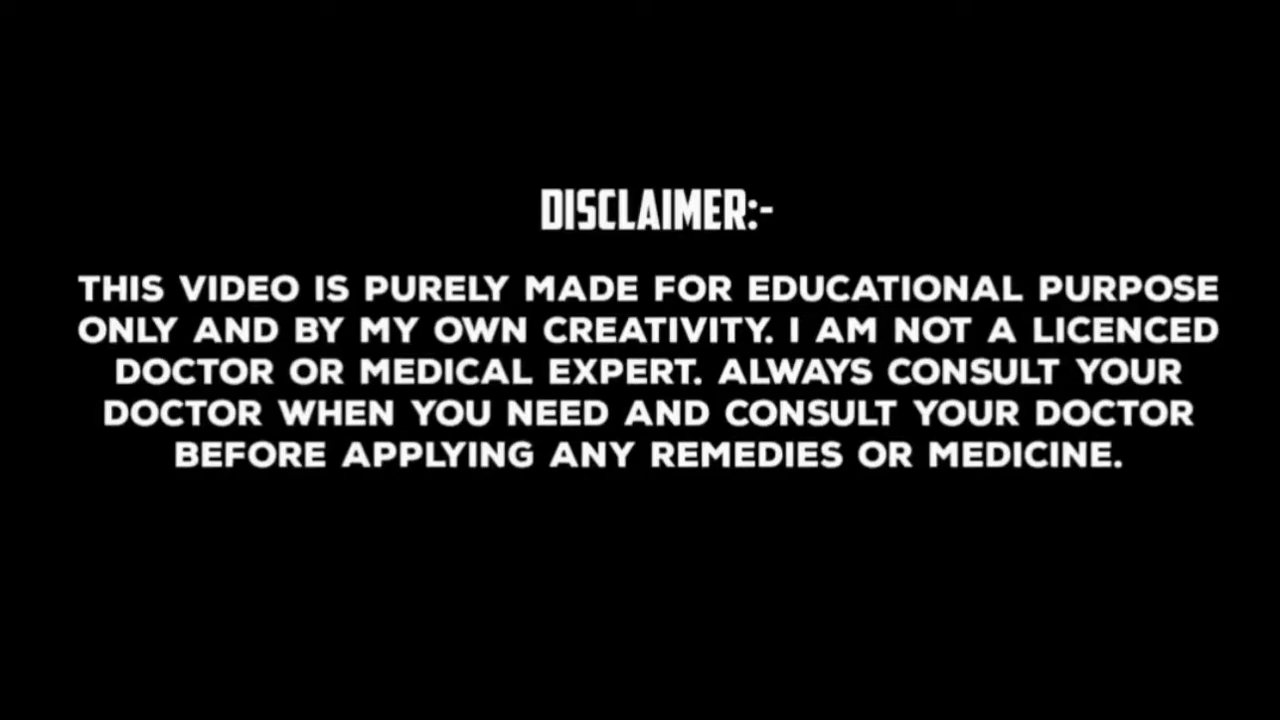 DISCLAIMER:-
THIS VIDEO IS PURELY MADE FOR EDUCATIONAL PURPOSE
ONLY AND BY MY OWN CREATIVITY. I AM NOT A LICENCED
DOCTOR OR MEDICAL EXPERT. ALWAYS CONSULT YOUR
DOCTOR WHEN YOU NEED AND CONSULT YOUR DOCTOR
BEFORE APPLYING ANY REMEDIES OR MEDICINE.